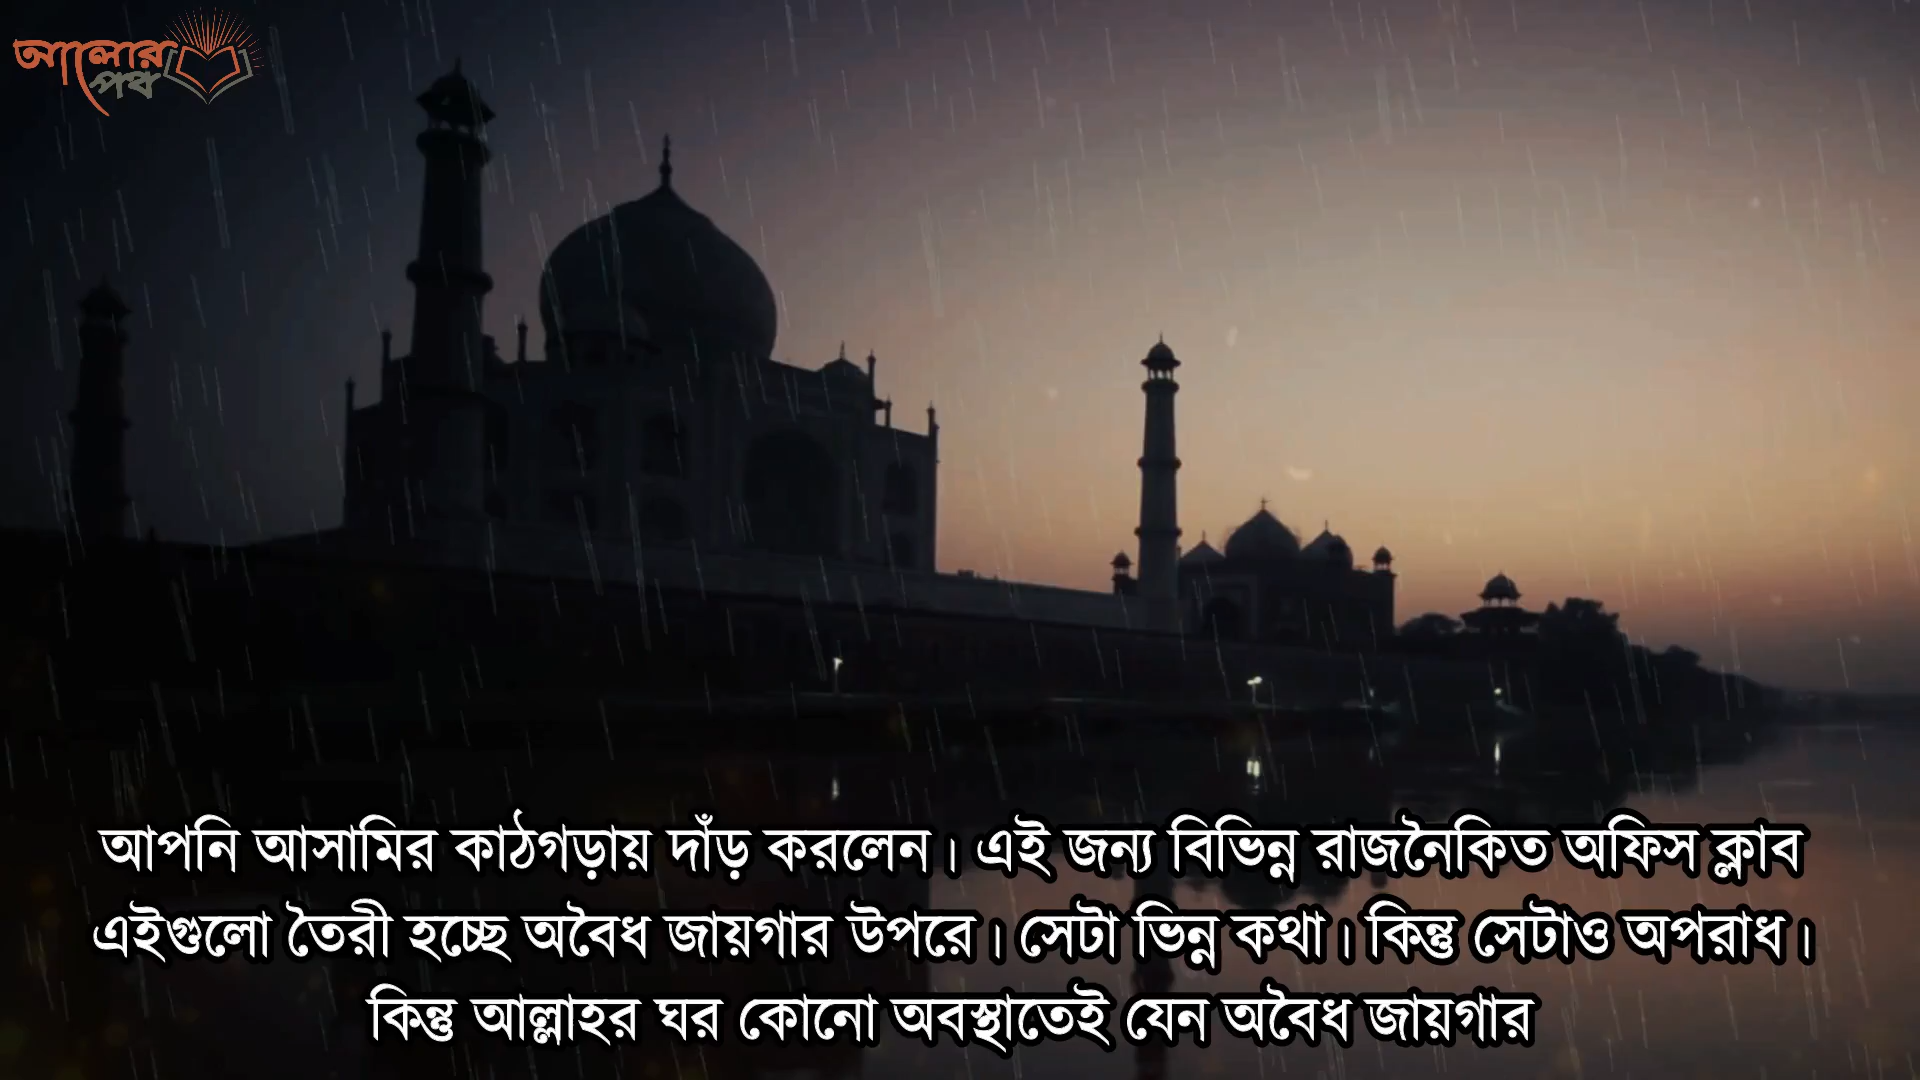 আলোর
পথ
আপনি আসামির কাঠগড়ায় দাঁড় করলেন। এই জন্য বিভিন্ন রাজনৈকিত অফিস ক্লাব
এইগুলো তৈরী হচ্ছে অবৈধ জায়গার উপরে। সেটা ভিন্ন কথা। কিন্তু সেটাও অপরাধ।
কিন্তু আল্লাহর ঘর কোনো অবস্থাতেই যেন অবৈধ জায়গার